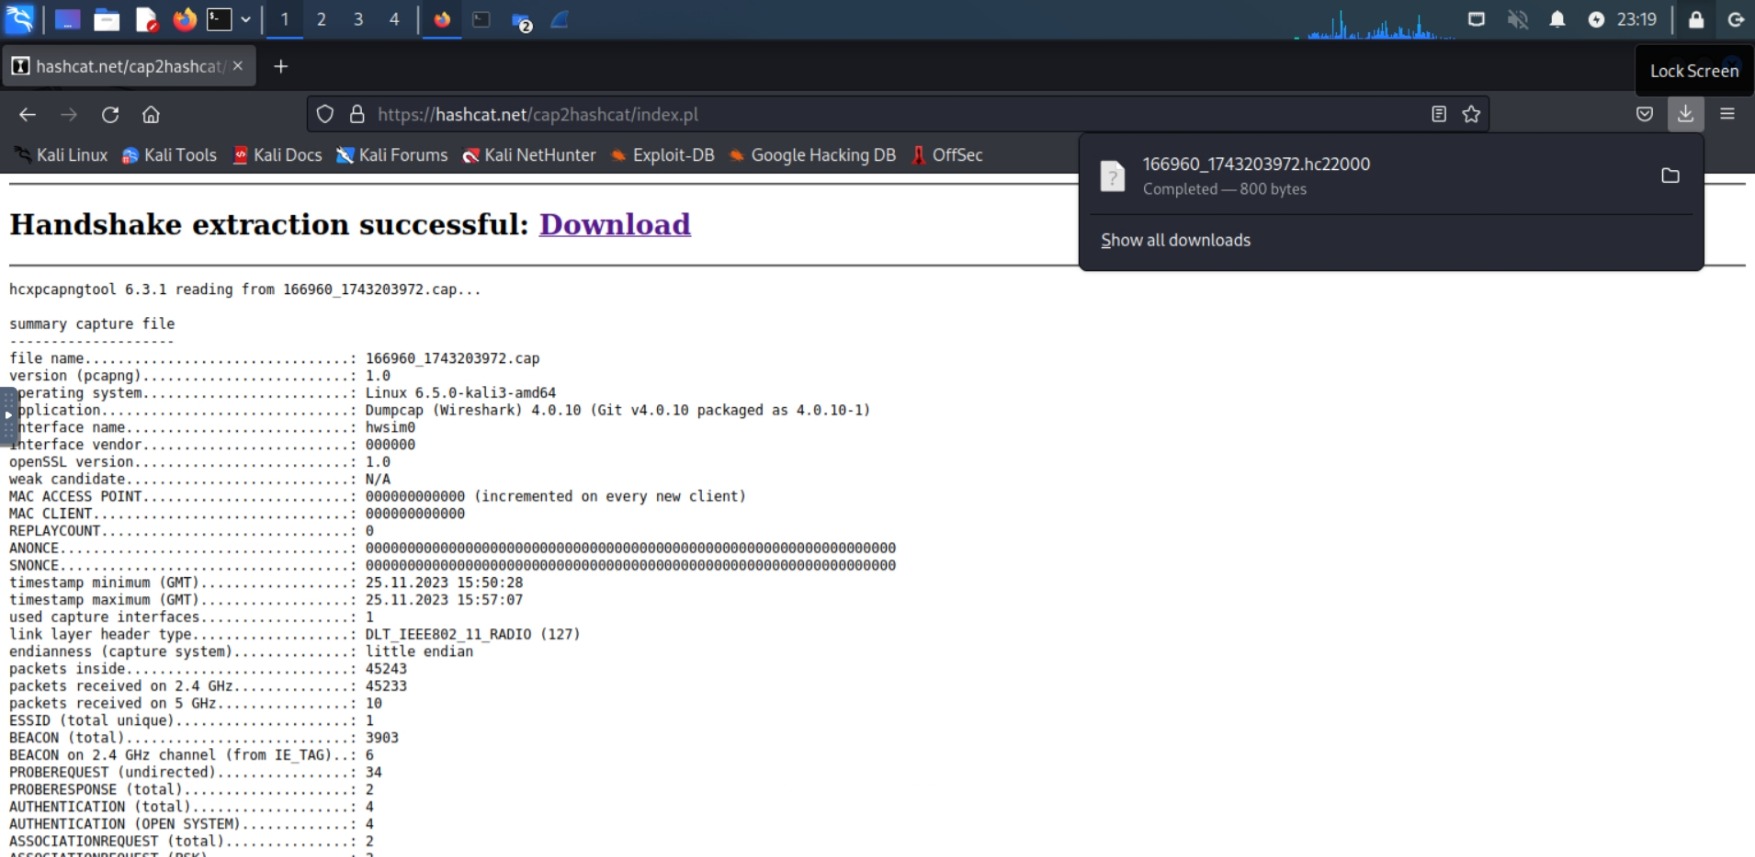 1 2 3 4 2 23:19
hashcat.net/cap2hashcat/
Lock Screen
https://hashcat.net/cap2hashcat/index.pl
Kali Linux Kali Tools Kali Docs Kali Forums Kali NetHunter Exploit-DB Google Hacking DB OffSec
166960_1743203972.hc22000
Completed — 800 bytes
Show all downloads
Handshake extraction successful: Download
hcxpcapngtool 6.3.1 reading from 166960_1743203972.cap...
summary capture file
--------------------
file name................................: 166960_1743203972.cap
version (pcapng).........................: 1.0
perating system.........................: Linux 6.5.0-kali3-amd64
pplication..............................: Dumpcap (Wireshark) 4.0.10 (Git v4.0.10 packaged as 4.0.10-1)
nterface name...........................: hwsim0
interface vendor.........................: 000000
openSSL version..........................: 1.0
weak candidate...........................: N/A
MAC ACCESS POINT.........................: 000000000000 (incremented on every new client)
MAC CLIENT...............................: 000000000000
REPLAYCOUNT..............................: 0
ANONCE...................................: 0000000000000000000000000000000000000000000000000000000000000000
SNONCE...................................: 0000000000000000000000000000000000000000000000000000000000000000
timestamp minimum (GMT)..................: 25.11.2023 15:50:28
timestamp maximum (GMT)..................: 25.11.2023 15:57:07
used capture interfaces..................: 1
link layer header type...................: DLT_IEEE802_11_RADIO (127)
endianness (capture system)..............: little endian
packets inside...........................: 45243
packets received on 2.4 GHz..............: 45233
packets received on 5 GHz................: 10
ESSID (total unique).....................: 1
BEACON (total)...........................: 3903
BEACON on 2.4 GHz channel (from IE_TAG)..: 6
PROBEREQUEST (undirected)................: 34
PROBERESPONSE (total)....................: 2
AUTHENTICATION (total)...................: 4
AUTHENTICATION (OPEN SYSTEM).............: 4
ASSOCIATIONREQUEST (total)...............: 2